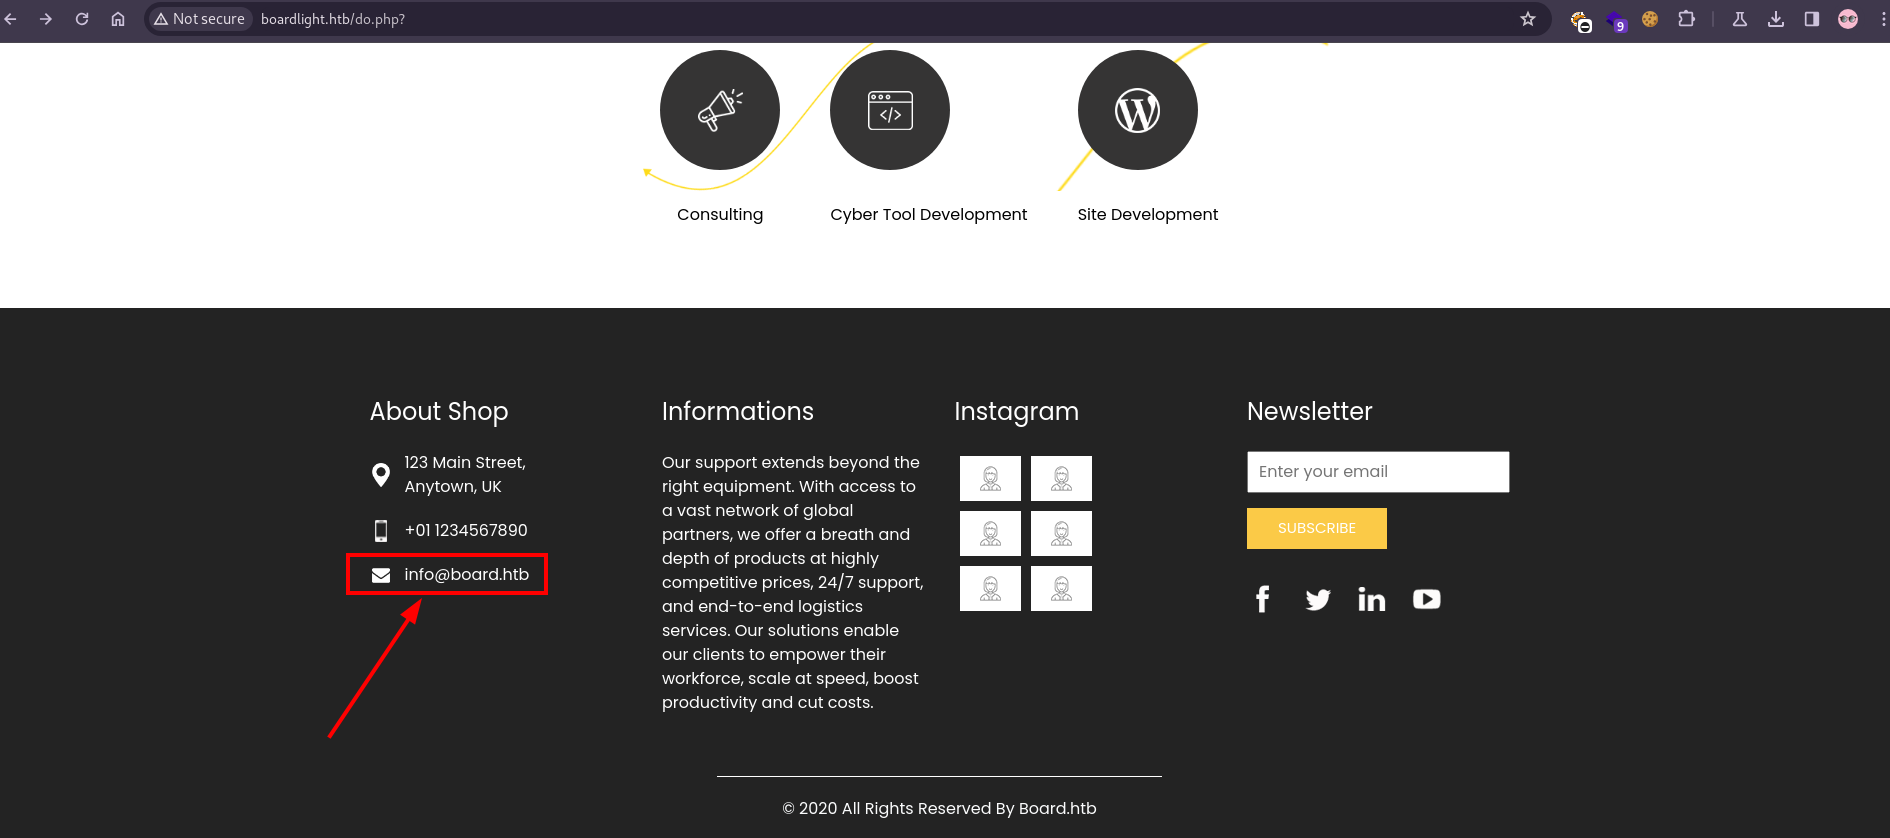 Not secure boardlight.htb/do.php?
9
Consulting
Cyber Tool Development
Site Development
About Shop
123 Main Street,
Anytown, UK
+01 1234567890
info@board.htb
Informations
Our support extends beyond the
right equipment. With access to
a vast network of global
partners, we offer a breath and
depth of products at highly
competitive prices, 24/7 support,
and end-to-end logistics
services. Our solutions enable
our clients to empower their
workforce, scale at speed, boost
productivity and cut costs.
Instagram
Newsletter
Enter your email
SUBSCRIBE
© 2020 All Rights Reserved By Board.htb